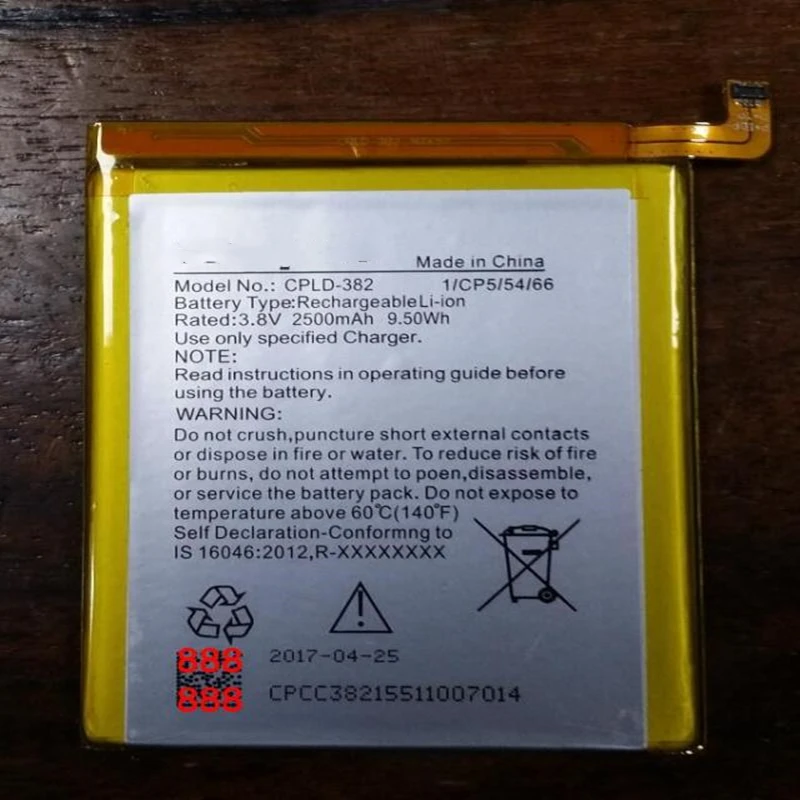 Made in China
Model No.: CPLD-382 1/CP5/54/66
Battery Type:Rechargeable Li-ion
Rated:3.8V 2500mAh 9.50Wh
Use only specified Charger.
NOTE:
Read instructions in operating guide before
using the battery.
WARNING:
Do not crush,puncture short external contacts
or dispose in fire or water. To reduce risk of fire
or burns, do not attempt to poen,disassemble,
or service the battery pack. Do not expose to
temperature above 60℃(140℉)
Self Declaration-Conformng to
IS 16046:2012,R-XXXXXXXX
888
2017-04-25
888
CPCC38215511007014